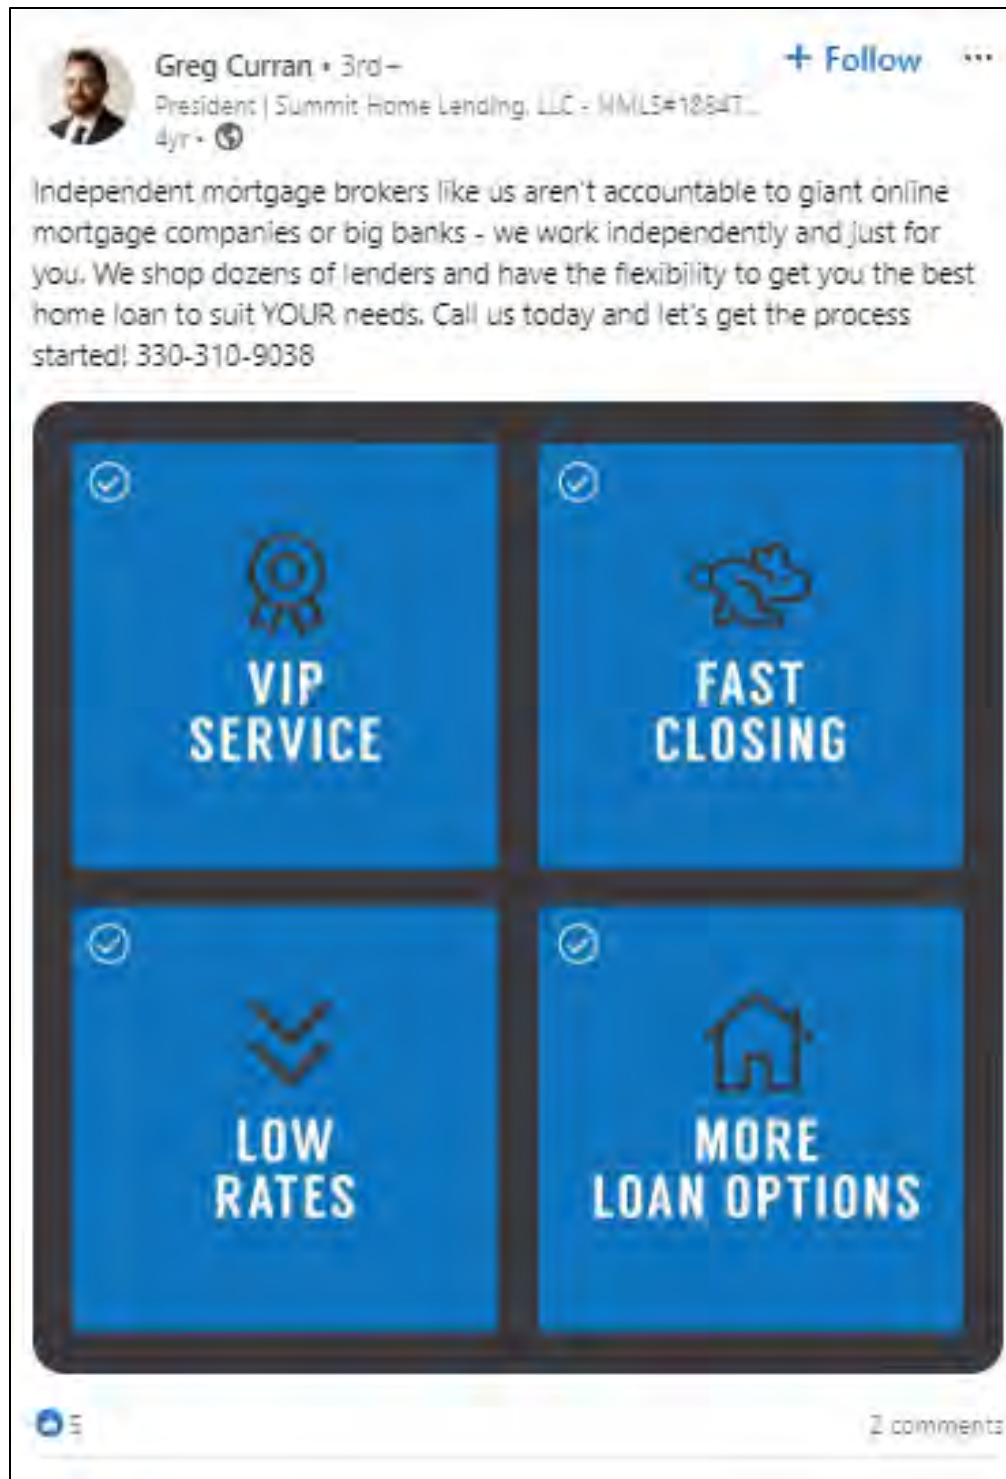 Greg Curran • 3rd+
+ Follow ...
President | Summit Home Lending, LLC - NMLS#18847...
4yr •
Independent mortgage brokers like us aren't accountable to giant online
mortgage companies or big banks - we work independently and just for
you. We shop dozens of lenders and have the flexibility to get you the best
home loan to suit YOUR needs. Call us today and let's get the process
started! 330-310-9038
VIP
SERVICE
FAST
CLOSING
LOW
RATES
MORE
LOAN OPTIONS
5
2 comments